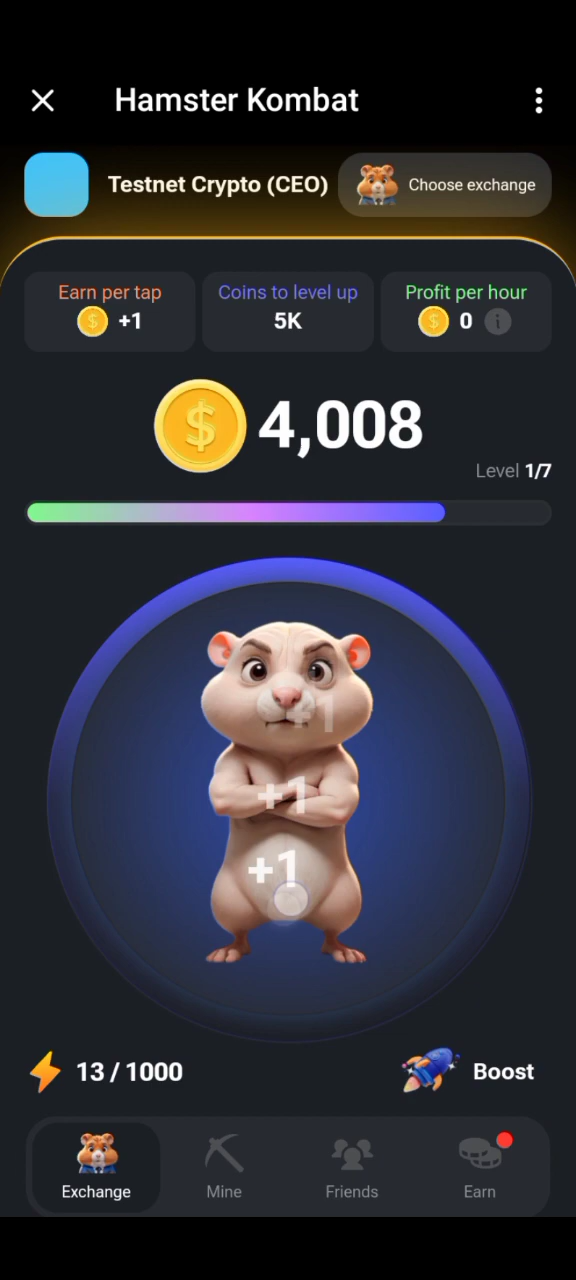 Hamster Kombat
Testnet Crypto (CEO)
Choose exchange
Earn per tap
+1
Coins to level up
5K
Profit per hour
0
4,008
Level 1/7
+1
+1
+1
13 / 1000
Boost
Exchange
Mine
Friends
Earn